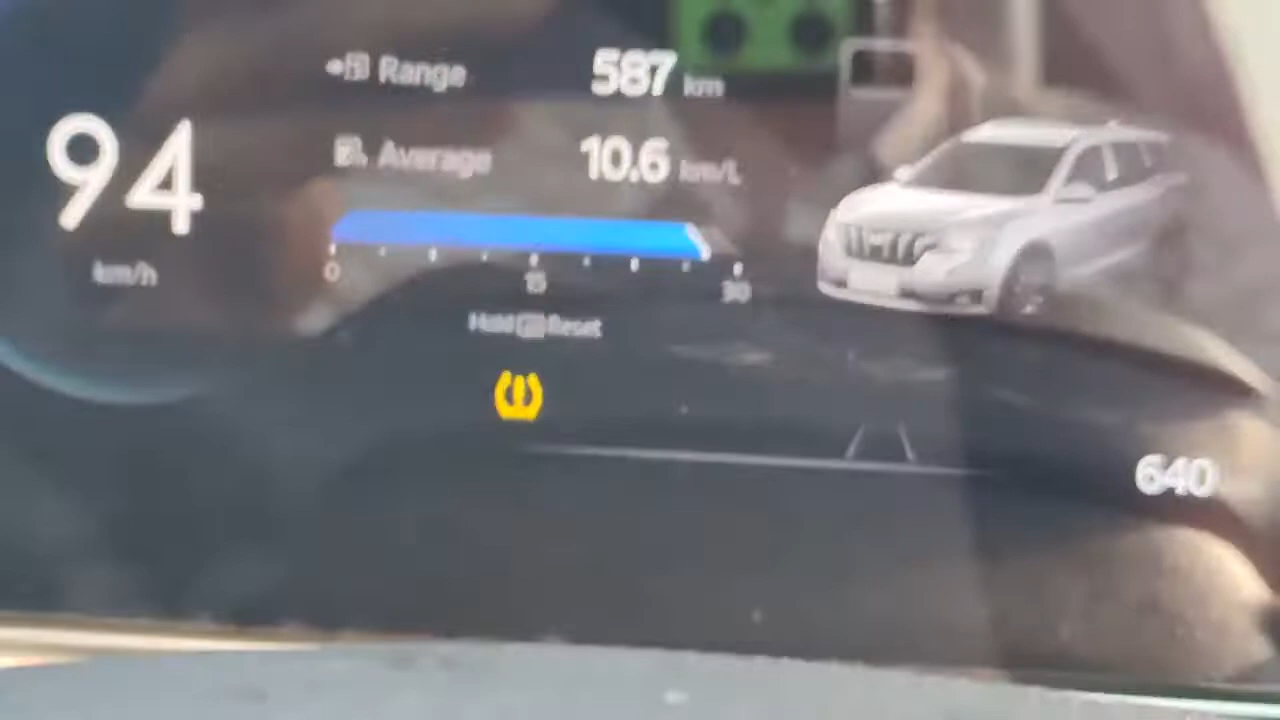 Range 587 km
94
Average 10.6 km/L
km/h
0 15 30
Hold Reset
640